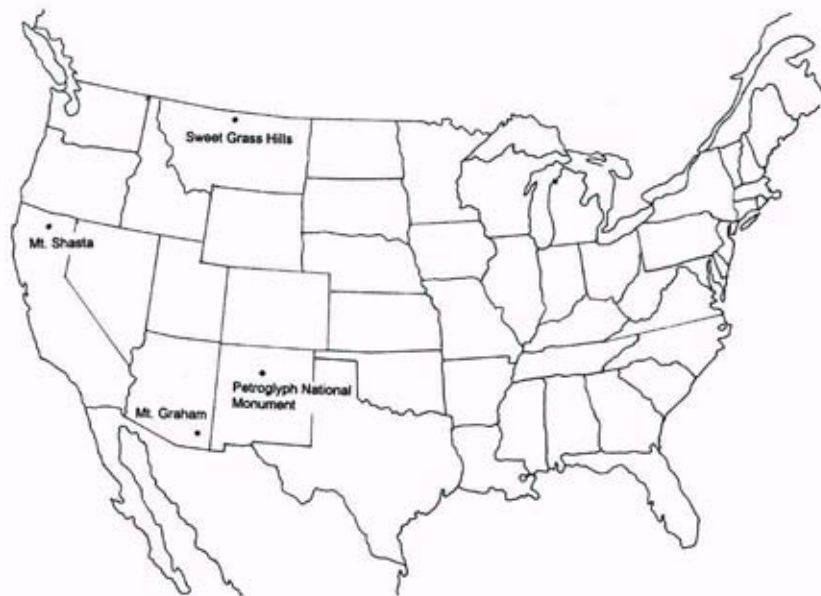 Sweet Grass Hills
Mt. Shasta
Petroglyph National
Monument
Mt. Graham